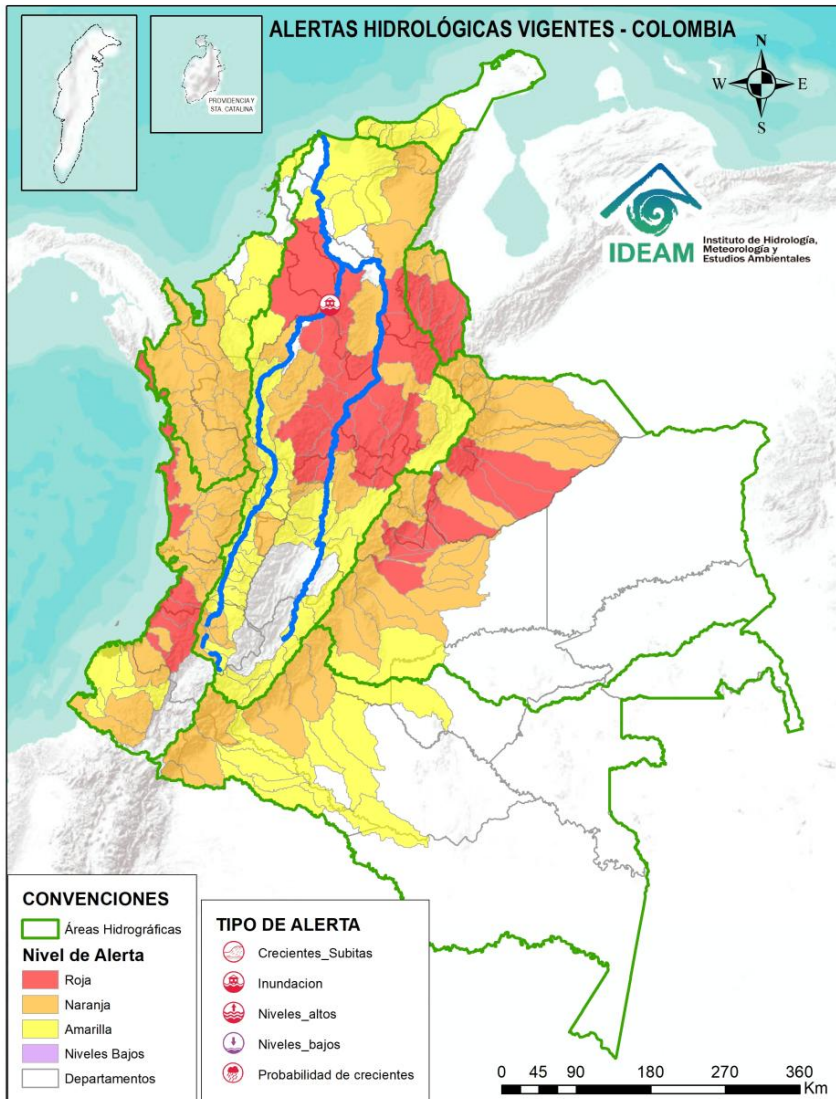 ALERTAS HIDROLÓGICAS VIGENTES - COLOMBIA
PROVIDENCIA Y
STA. CATALINA
N
W
E
S
IDEAM
Instituto de Hidrología,
Meteorología y
Estudios Ambientales
CONVENCIONES
Áreas Hidrográficas
Nivel de Alerta
Roja
Naranja
Amarilla
Niveles Bajos
Departamentos
TIPO DE ALERTA
Crecientes_Subitas
Inundacion
Niveles_altos
Niveles_bajos
Probabilidad de crecientes
0 45 90 180 270 360
Km